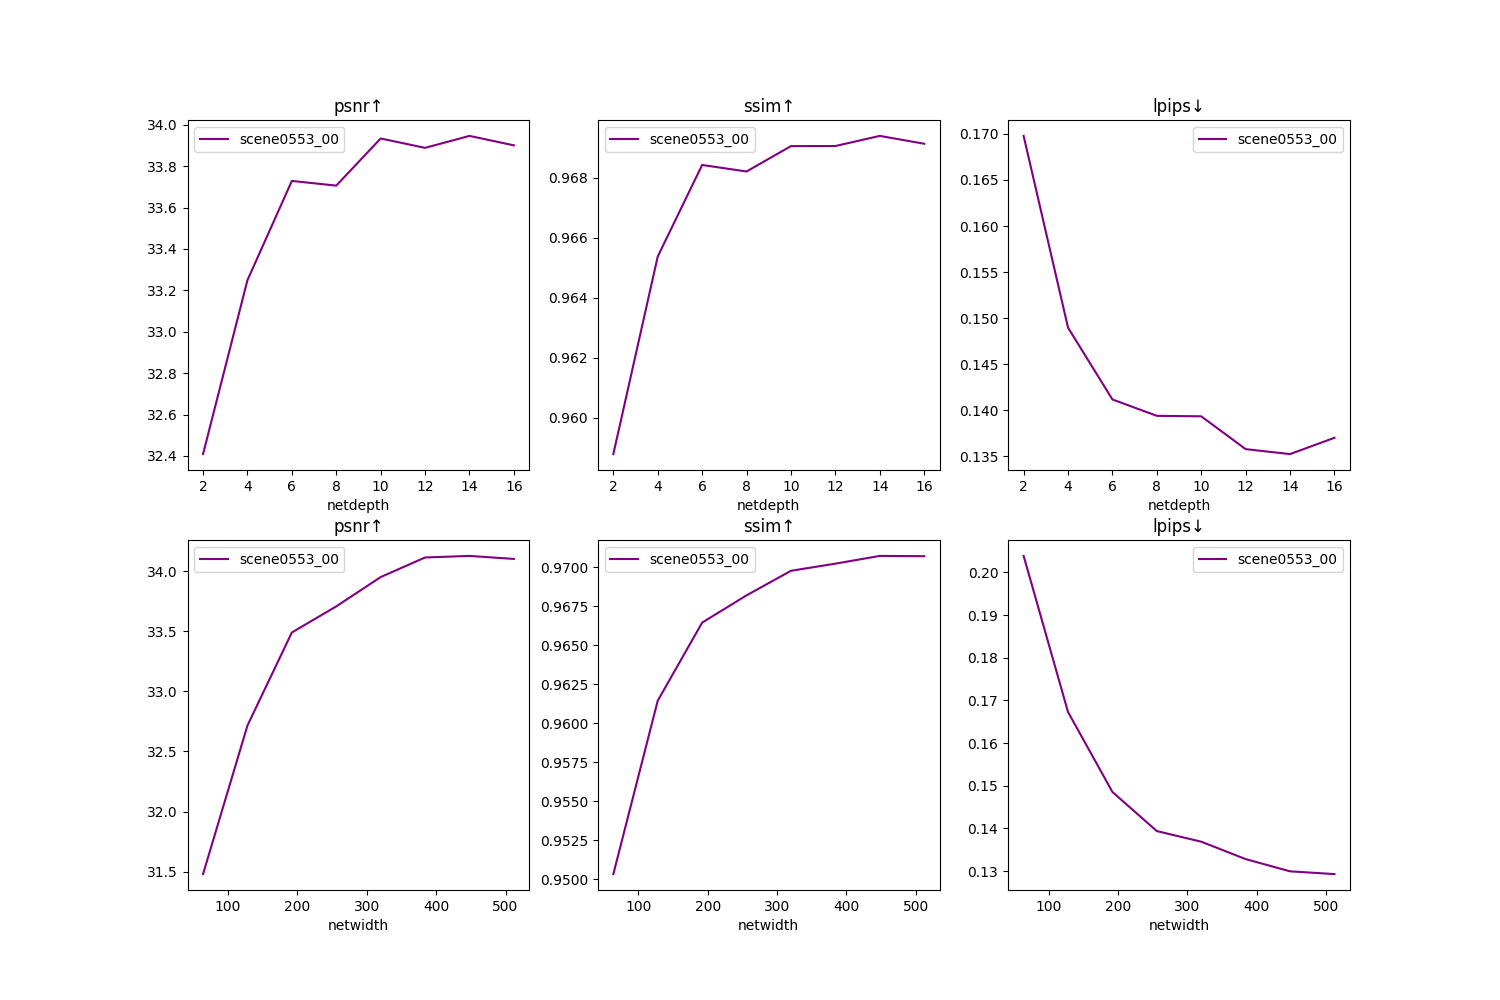 psnr↑ ssim↑ lpips↓
scene0553_00 scene0553_00 scene0553_00
34.0
33.8
33.6
33.4
33.2
33.0
32.8
32.6
32.4
2 4 6 8 10 12 14 16
netdepth
0.968
0.966
0.964
0.962
0.960
2 4 6 8 10 12 14 16
netdepth
0.170
0.165
0.160
0.155
0.150
0.145
0.140
0.135
2 4 6 8 10 12 14 16
netdepth
psnr↑ ssim↑ lpips↓
scene0553_00 scene0553_00 scene0553_00
34.0
33.5
33.0
32.5
32.0
31.5
100 200 300 400 500
netwidth
0.9700
0.9675
0.9650
0.9625
0.9600
0.9575
0.9550
0.9525
0.9500
100 200 300 400 500
netwidth
0.20
0.19
0.18
0.17
0.16
0.15
0.14
0.13
100 200 300 400 500
netwidth